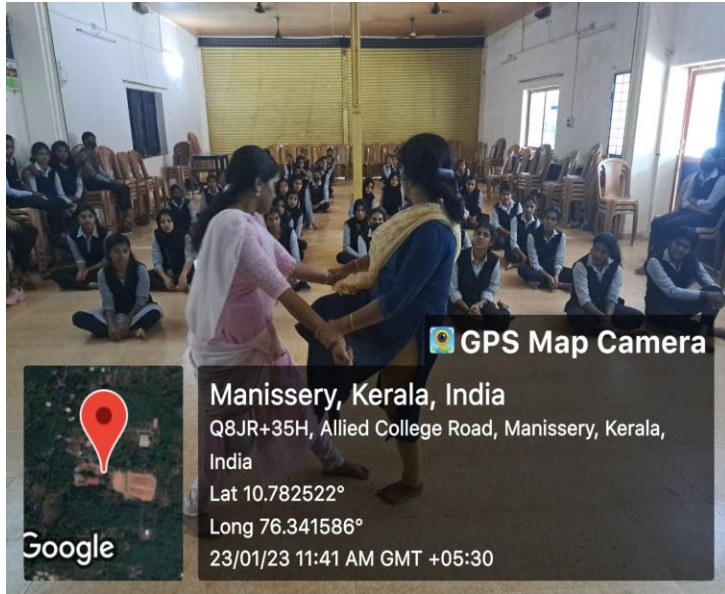 GPS Map Camera
Manissery, Kerala, India
Q8JR+35H, Allied College Road, Manissery, Kerala,
India
Lat 10.782522°
Long 76.341586°
23/01/23 11:41 AM GMT +05:30
Google